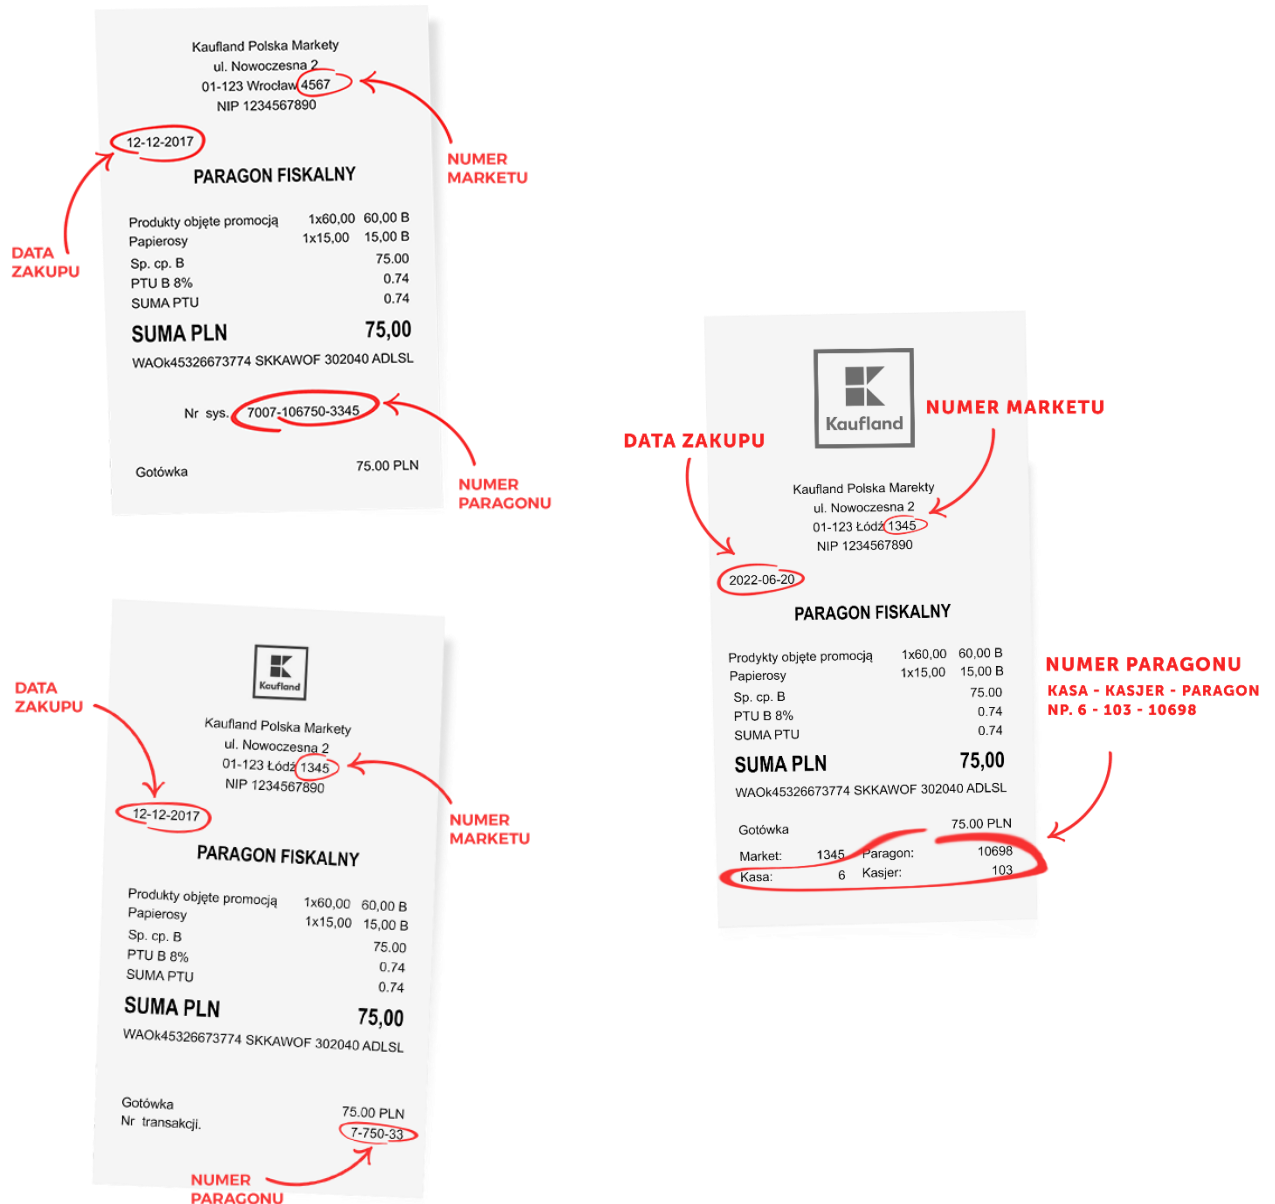 Kaufland Polska Markety
ul. Nowoczesna 2
01-123 Wrocław 4567
NIP 1234567890
12-12-2017
NUMER
MARKETU
PARAGON FISKALNY
DATA
ZAKUPU
Produkty objęte promocją 1x60,00 60,00 B
Papierosy 1x15,00 15,00 B
Sp. cp. B 75.00
PTU B 8% 0.74
SUMA PTU 0.74
SUMA PLN 75,00
WAOk45326673774 SKKAWOF 302040 ADLSL
Nr sys. 7007-106750-3345
Gotówka 75.00 PLN
NUMER
PARAGONU
Kaufland
DATA
ZAKUPU
Kaufland Polska Markety
ul. Nowoczesna 2
01-123 Łódź 1345
NIP 1234567890
12-12-2017
NUMER
MARKETU
PARAGON FISKALNY
Produkty objęte promocją 1x60,00 60,00 B
Papierosy 1x15,00 15,00 B
Sp. cp. B 75.00
PTU B 8% 0.74
SUMA PTU 0.74
SUMA PLN 75,00
WAOk45326673774 SKKAWOF 302040 ADLSL
Gotówka 75.00 PLN
Nr transakcji. 7-750-33
NUMER
PARAGONU
Kaufland
NUMER MARKETU
DATA ZAKUPU
Kaufland Polska Marekty
ul. Nowoczesna 2
01-123 Łódź 1345
NIP 1234567890
2022-06-20
PARAGON FISKALNY
Prodykty objęte promocją 1x60,00 60,00 B
Papierosy 1x15,00 15,00 B
Sp. cp. B 75.00
PTU B 8% 0.74
SUMA PTU 0.74
SUMA PLN 75,00
WAOk45326673774 SKKAWOF 302040 ADLSL
Gotówka 75.00 PLN
Market: 1345 Paragon: 10698
Kasa: 6 Kasjer: 103
NUMER PARAGONU
KASA - KASJER - PARAGON
NP. 6 - 103 - 10698